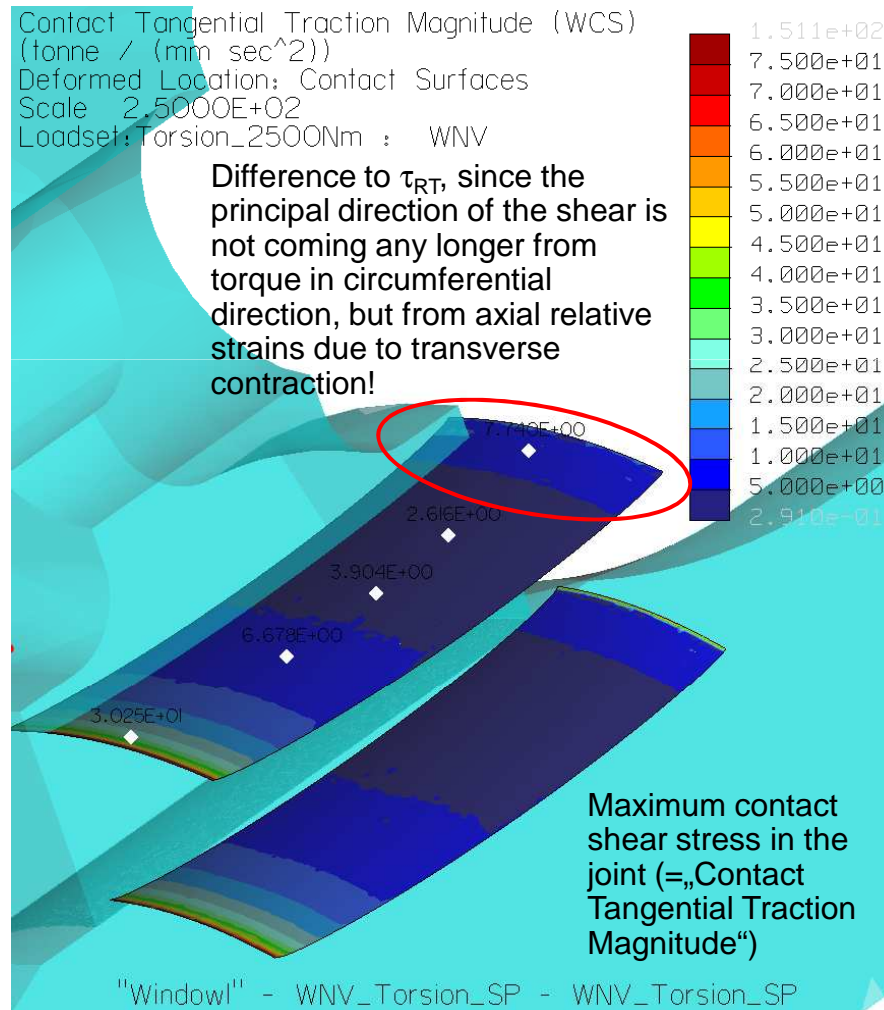 Contact Tangential Traction Magnitude (WCS)
(tonne / (mm sec^2))
Deformed Location: Contact Surfaces
Scale 2.5000E+02
Loadset:Torsion_2500Nm : WNV
Difference to τRT, since the
principal direction of the shear is
not coming any longer from
torque in circumferential
direction, but from axial relative
strains due to transverse
contraction!
1.511e+02
7.500e+01
7.000e+01
6.500e+01
6.000e+01
5.500e+01
5.000e+01
4.500e+01
4.000e+01
3.500e+01
3.000e+01
2.500e+01
2.000e+01
1.500e+01
1.000e+01
5.000e+00
2.910e-01
7.740E+00
2.616E+00
3.904E+00
6.678E+00
3.025E+01
Maximum contact
shear stress in the
joint (=„Contact
Tangential Traction
Magnitude“)
"Window1" - WNV_Torsion_SP - WNV_Torsion_SP